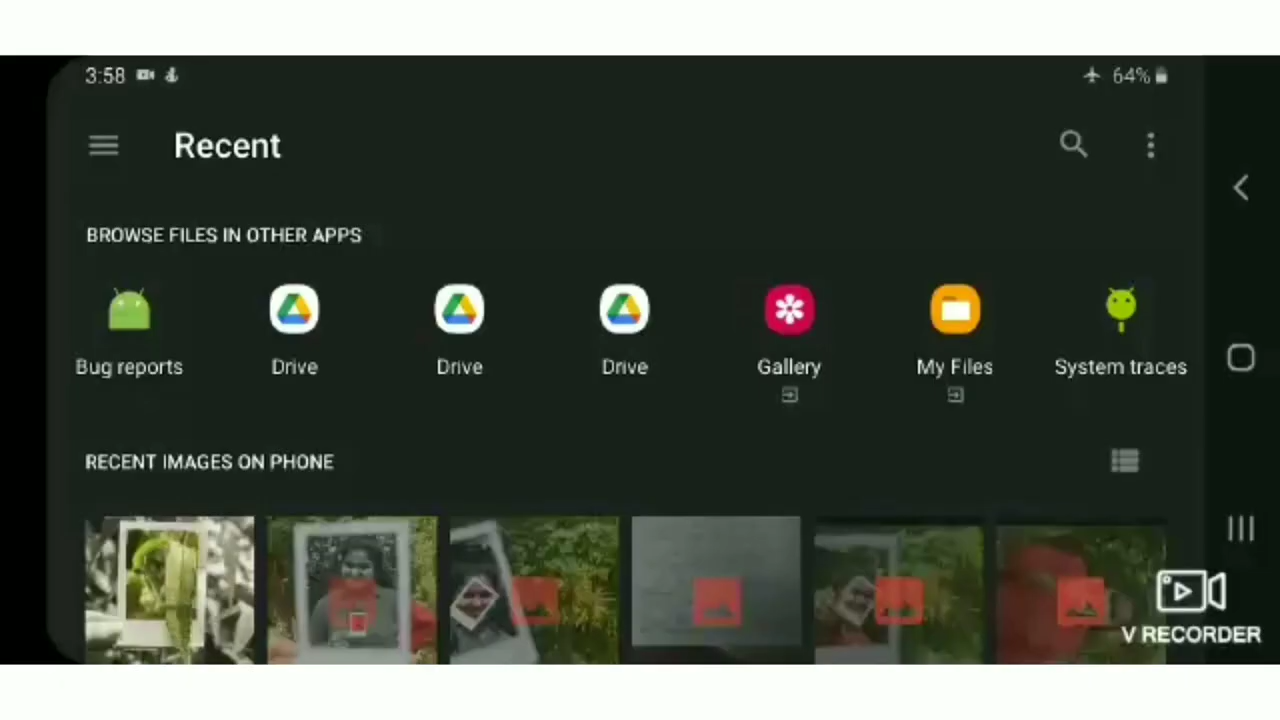 3:58 64%
Recent
BROWSE FILES IN OTHER APPS
Bug reports Drive Drive Drive Gallery My Files System traces
RECENT IMAGES ON PHONE
V RECORDER